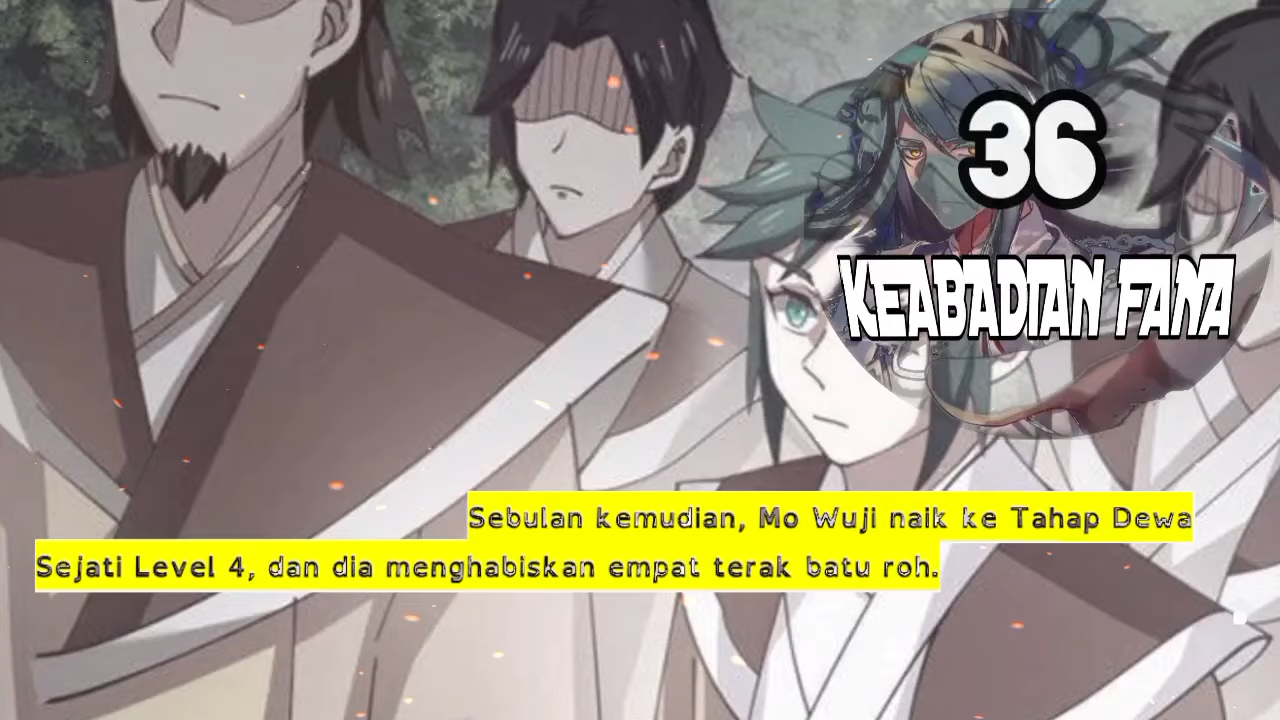 36
KEABADIAN FANA
Sebulan kemudian, Mo Wuji naik ke Tahap Dewa
Sejati Level 4, dan dia menghabiskan empat terak batu roh.